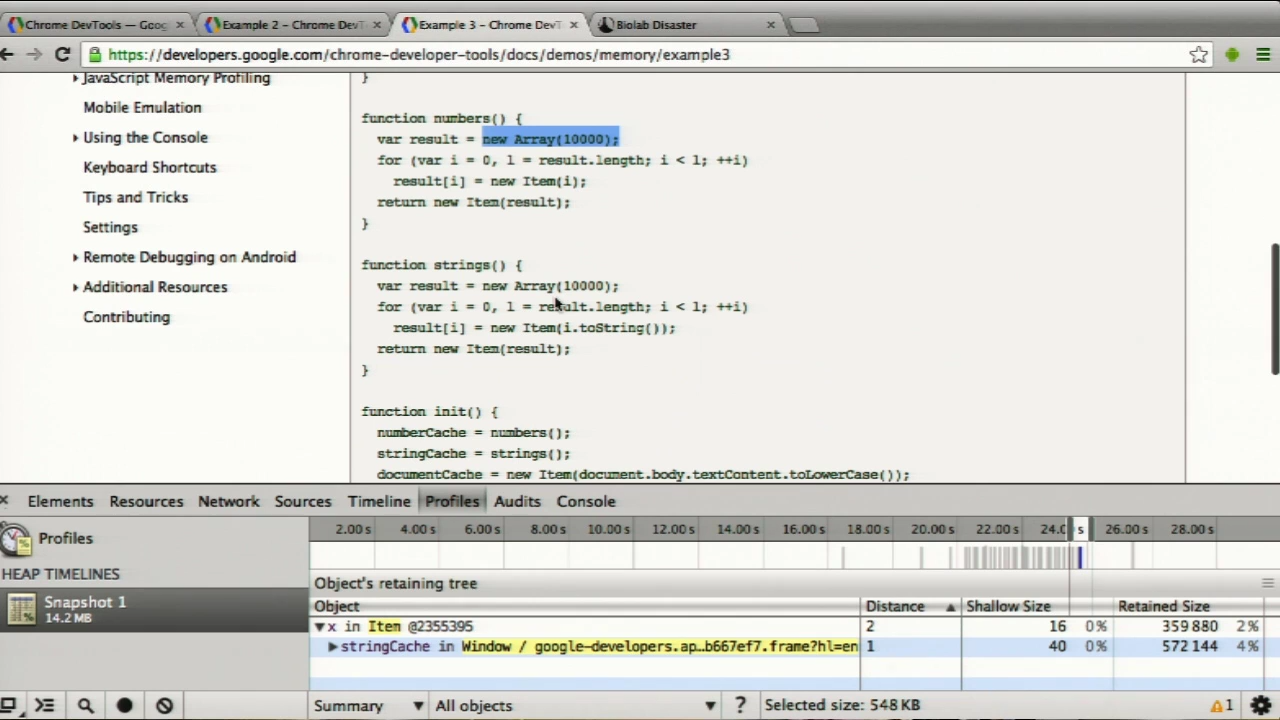 Chrome DevTools — Goog
Example 2 - Chrome DevT
Example 3 - Chrome DevT
Biolab Disaster
https://developers.google.com/chrome-developer-tools/docs/demos/memory/example3
JavaScript Memory Profiling
Mobile Emulation
Using the Console
Keyboard Shortcuts
Tips and Tricks
Settings
Remote Debugging on Android
Additional Resources
Contributing
}
function numbers() {
var result = new Array(10000);
for (var i = 0, l = result.length; i < l; ++i)
result[i] = new Item(i);
return new Item(result);
}
function strings() {
var result = new Array(10000);
for (var i = 0, l = result.length; i < l; ++i)
result[i] = new Item(i.toString());
return new Item(result);
}
function init() {
numberCache = numbers();
stringCache = strings();
documentCache = new Item(document.body.textContent.toLowerCase());
Elements Resources Network Sources Timeline Profiles Audits Console
Profiles
HEAP TIMELINES
Snapshot 1
14.2 MB
2.00 s 4.00 s 6.00 s 8.00 s 10.00 s 12.00 s 14.00 s 16.00 s 18.00 s 20.00 s 22.00 s 24.0 s 26.00 s 28.00 s
Object's retaining tree
Object Distance Shallow Size Retained Size
x in Item @2355395 2 16 0% 359 880 2%
stringCache in Window / google-developers.ap…b667ef7.frame?hl=en 1 40 0% 572 144 4%
Summary All objects ? Selected size: 548 KB 1